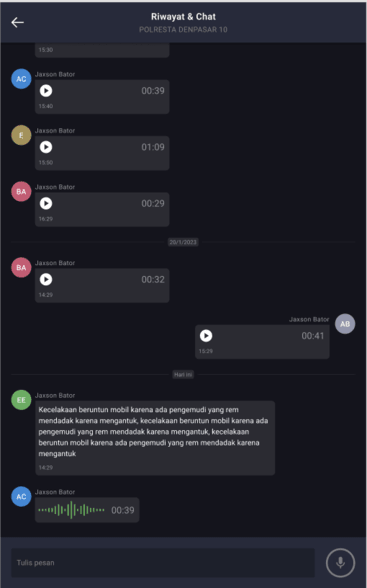 Riwayat & Chat
POLRESTA DENPASAR 10
15:30
AC
Jaxson Bator
00:39
15:40
E
Jaxson Bator
01:09
15:50
BA
Jaxson Bator
00:29
16:29
28/1/2023
BA
Jaxson Bator
00:32
14:29
Jaxson Bator
AB
00:41
15:29
Hari ini
EE
Jaxson Bator
Kecelakaan beruntun mobil karena ada pengemudi yang rem
mendadak karena mengantuk, kecelakaan beruntun mobil karena ada
pengemudi yang rem mendadak karena mengantuk, kecelakaan
beruntun mobil karena ada pengemudi yang rem mendadak karena
mengantuk
14:29
AC
Jaxson Bator
00:39
Tulis pesan